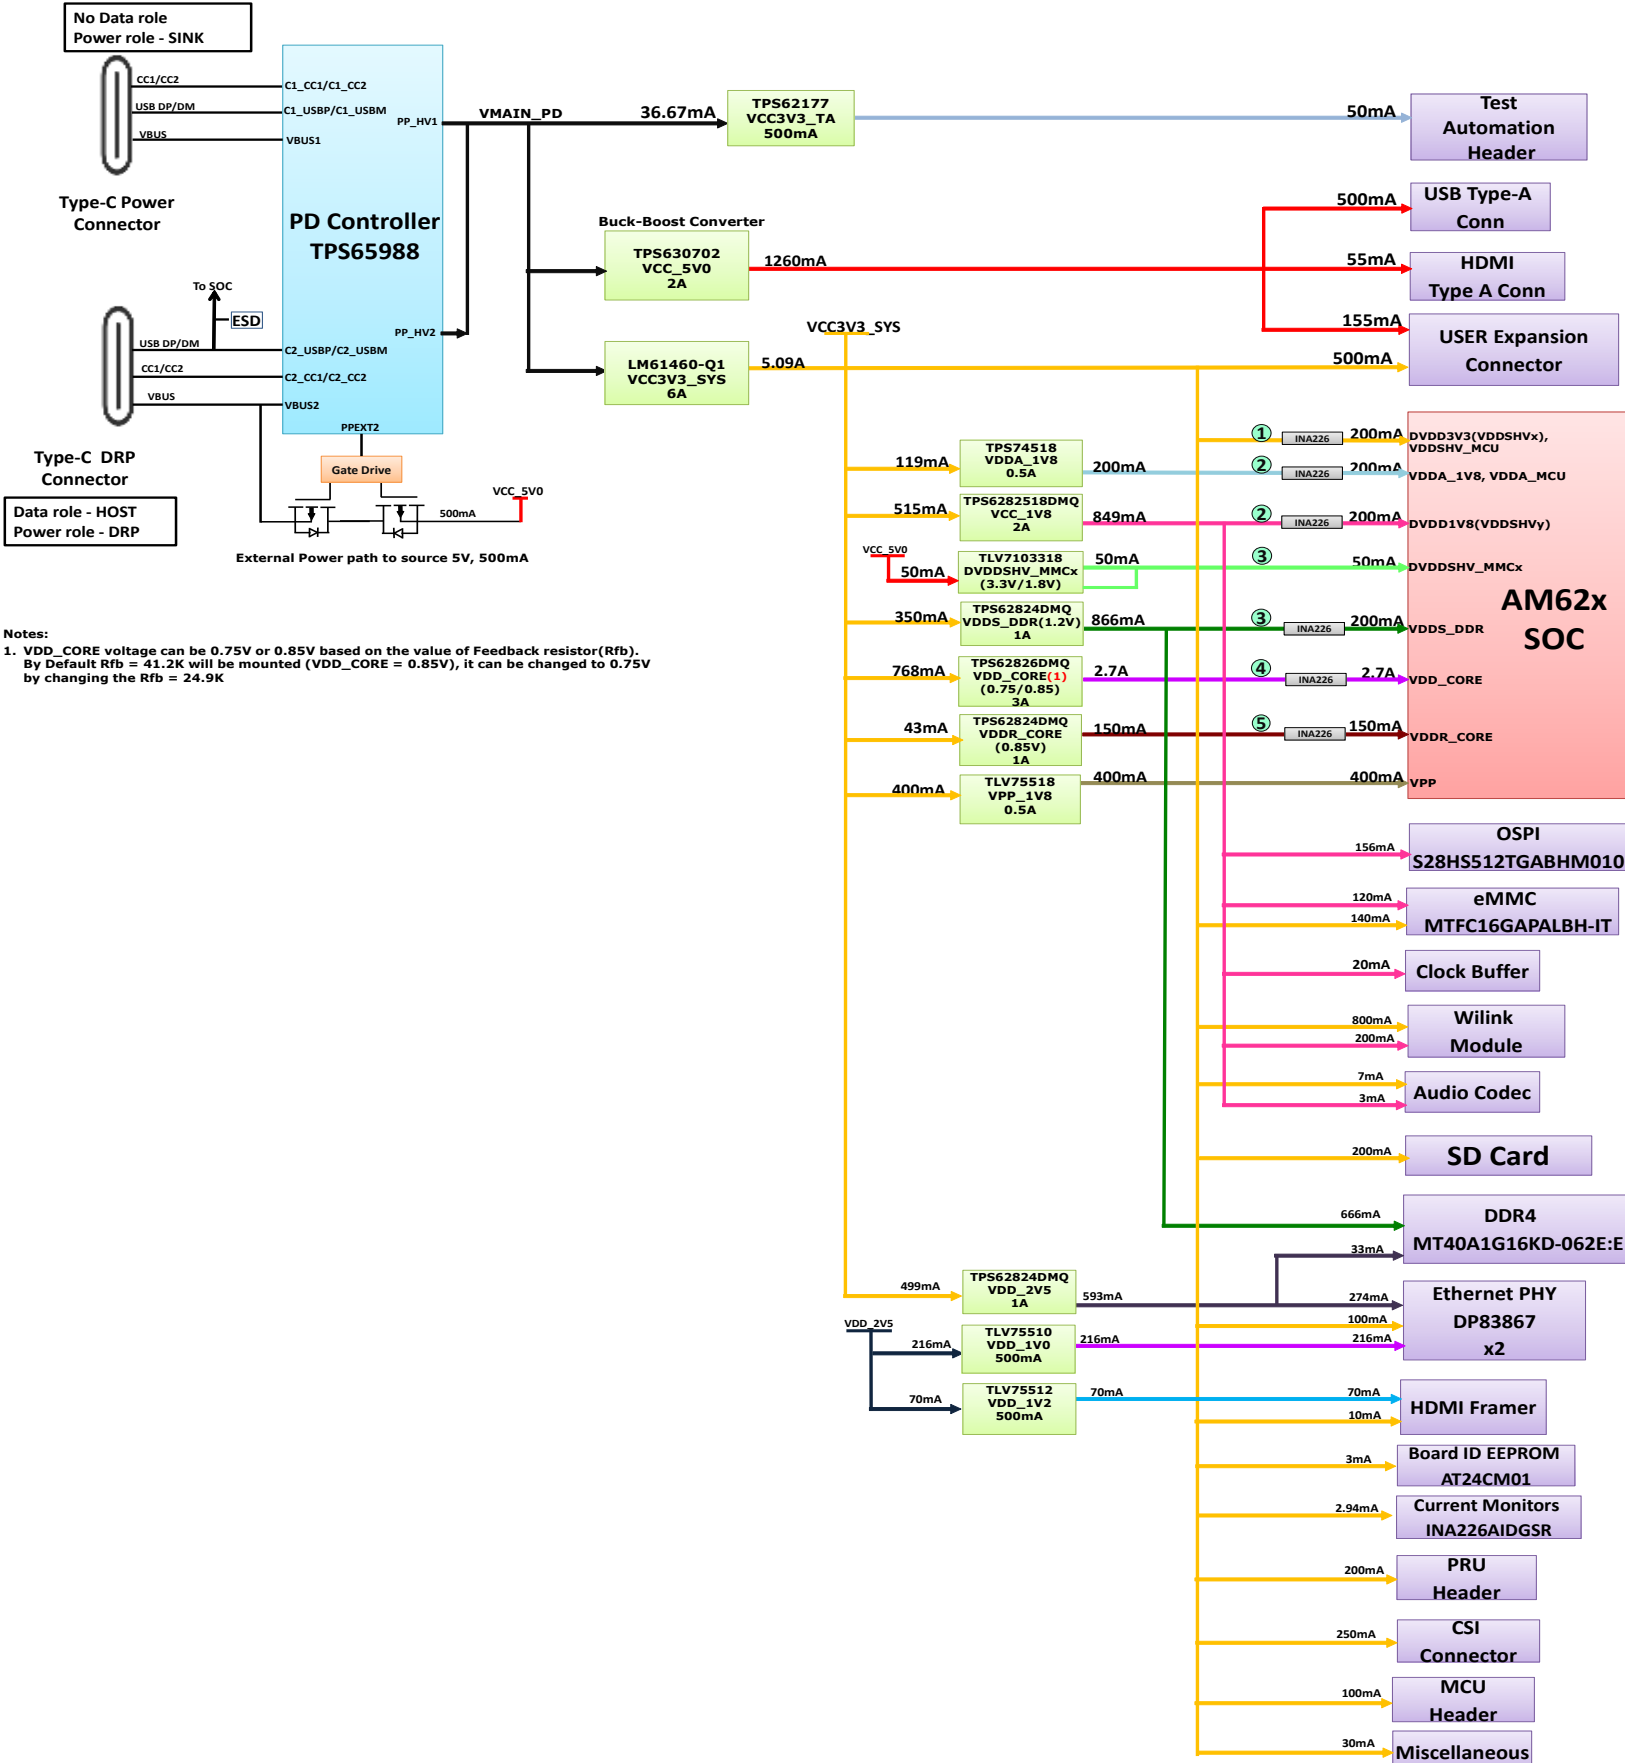 No Data role
Power role - SINK
CC1/CC2
USB DP/DM
VBUS
Type-C Power
Connector
C1_CC1/C1_CC2
C1_USBP/C1_USBM
VBUS1
PP_HV1
PD Controller
TPS65988
PP_HV2
C2_USBP/C2_USBM
C2_CC1/C2_CC2
VBUS2
PPEXT2
To SOC
ESD
USB DP/DM
CC1/CC2
VBUS
Type-C DRP
Connector
Data role - HOST
Power role - DRP
Gate Drive
500mA
VCC_5V0
External Power path to source 5V, 500mA
Notes:
1. VDD_CORE voltage can be 0.75V or 0.85V based on the value of Feedback resistor(Rfb).
By Default Rfb = 41.2K will be mounted (VDD_CORE = 0.85V), it can be changed to 0.75V
by changing the Rfb = 24.9K
VMAIN_PD
36.67mA
TPS62177
VCC3V3_TA
500mA
50mA
Test
Automation
Header
Buck-Boost Converter
TPS630702
VCC_5V0
2A
1260mA
500mA
USB Type-A
Conn
55mA
HDMI
Type A Conn
155mA
USER Expansion
Connector
500mA
VCC3V3_SYS
LM61460-Q1
VCC3V3_SYS
6A
5.09A
1
INA226
200mA
DVDD3V3(VDDSHVx),
VDDSHV_MCU
119mA
TPS74518
VDDA_1V8
0.5A
200mA
2
INA226
200mA
VDDA_1V8, VDDA_MCU
515mA
TPS6282518DMQ
VCC_1V8
2A
849mA
2
INA226
200mA
DVDD1V8(VDDSHVy)
VCC_5V0
50mA
TLV7103318
DVDDSHV_MMCx
(3.3V/1.8V)
50mA
3
50mA
DVDDSHV_MMCx
AM62x
SOC
350mA
TPS62824DMQ
VDDS_DDR(1.2V)
1A
866mA
3
INA226
200mA
VDDS_DDR
768mA
TPS62826DMQ
VDD_CORE(1)
(0.75/0.85)
3A
2.7A
4
INA226
2.7A
VDD_CORE
43mA
TPS62824DMQ
VDDR_CORE
(0.85V)
1A
150mA
5
INA226
150mA
VDDR_CORE
400mA
TLV75518
VPP_1V8
0.5A
400mA
400mA
VPP
156mA
OSPI
S28HS512TGABHM010
120mA
140mA
eMMC
MTFC16GAPALBH-IT
20mA
Clock Buffer
800mA
200mA
Wilink
Module
7mA
3mA
Audio Codec
200mA
SD Card
666mA
33mA
DDR4
MT40A1G16KD-062E:E
499mA
TPS62824DMQ
VDD_2V5
1A
593mA
274mA
100mA
216mA
Ethernet PHY
DP83867
x2
VDD_2V5
216mA
TLV75510
VDD_1V0
500mA
216mA
70mA
TLV75512
VDD_1V2
500mA
70mA
70mA
10mA
HDMI Framer
3mA
Board ID EEPROM
AT24CM01
2.94mA
Current Monitors
INA226AIDGSR
200mA
PRU
Header
250mA
CSI
Connector
100mA
MCU
Header
30mA
Miscellaneous